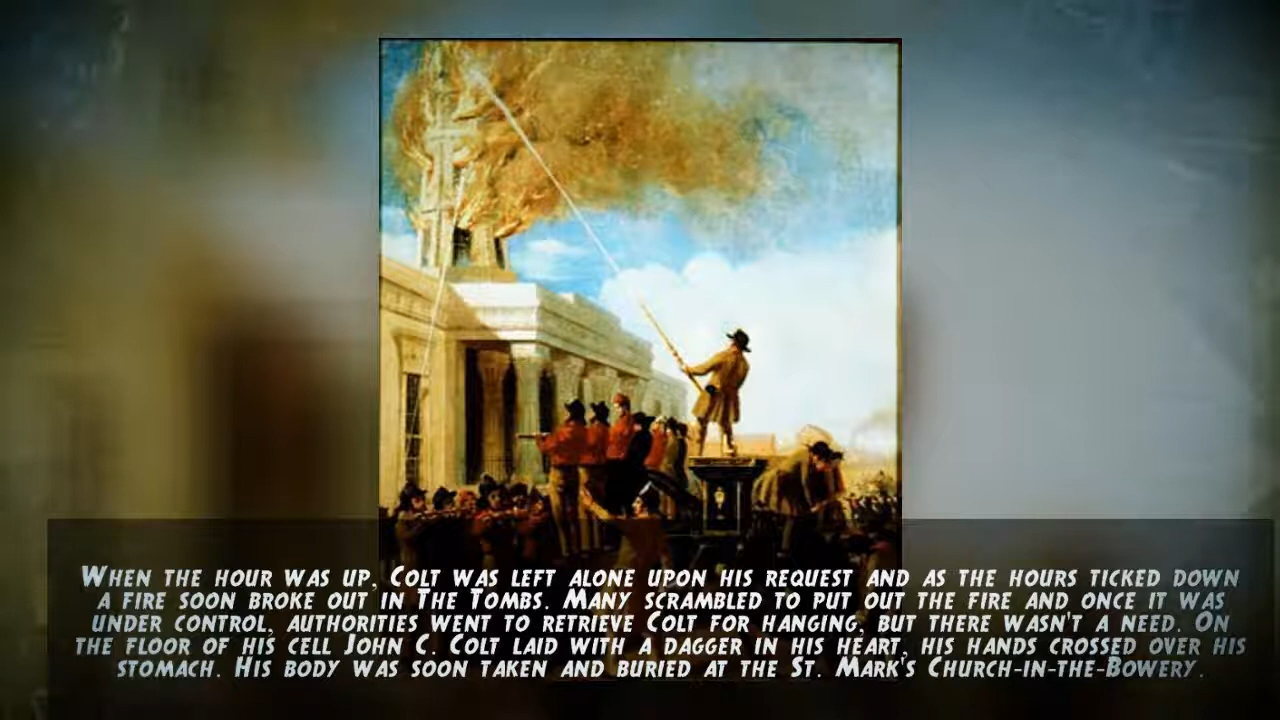 When the hour was up, Colt was left alone upon his request and as the hours ticked down
a fire soon broke out in The Tombs. Many scrambled to put out the fire and once it was
under control, authorities went to retrieve Colt for hanging, but there wasn't a need. On
the floor of his cell John C. Colt laid with a dagger in his heart, his hands crossed over his
stomach. His body was soon taken and buried at the St. Mark's Church-in-the-Bowery.